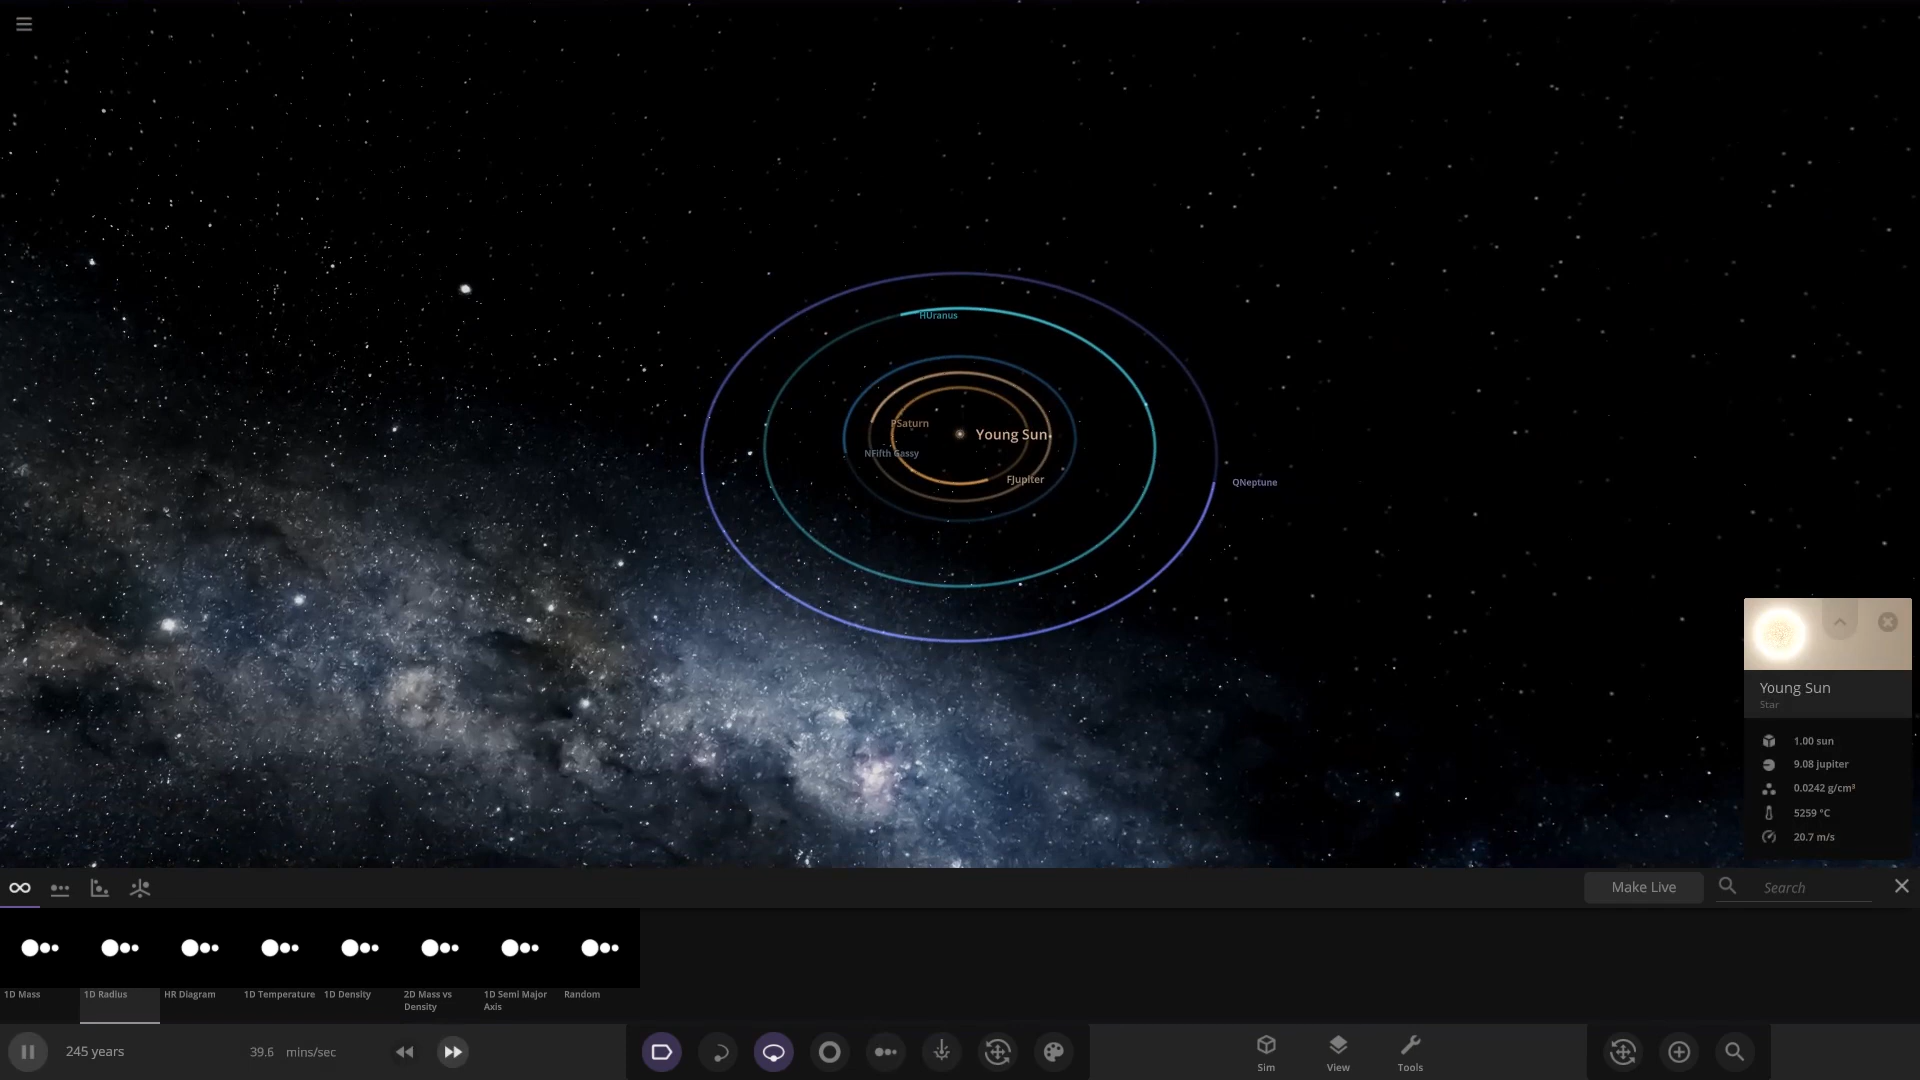 HUranus
PSaturn
Young Sun
NFifth Gassy
FJupiter
QNeptune
Young Sun
Star
1.00 sun
9.08 jupiter
0.0242 g/cm³
5259 °C
20.7 m/s
Make Live
Search
1D Mass
1D Radius
HR Diagram
1D Temperature
1D Density
2D Mass vs
Density
1D Semi Major
Axis
Random
245 years
39.6 mins/sec
Sim
View
Tools